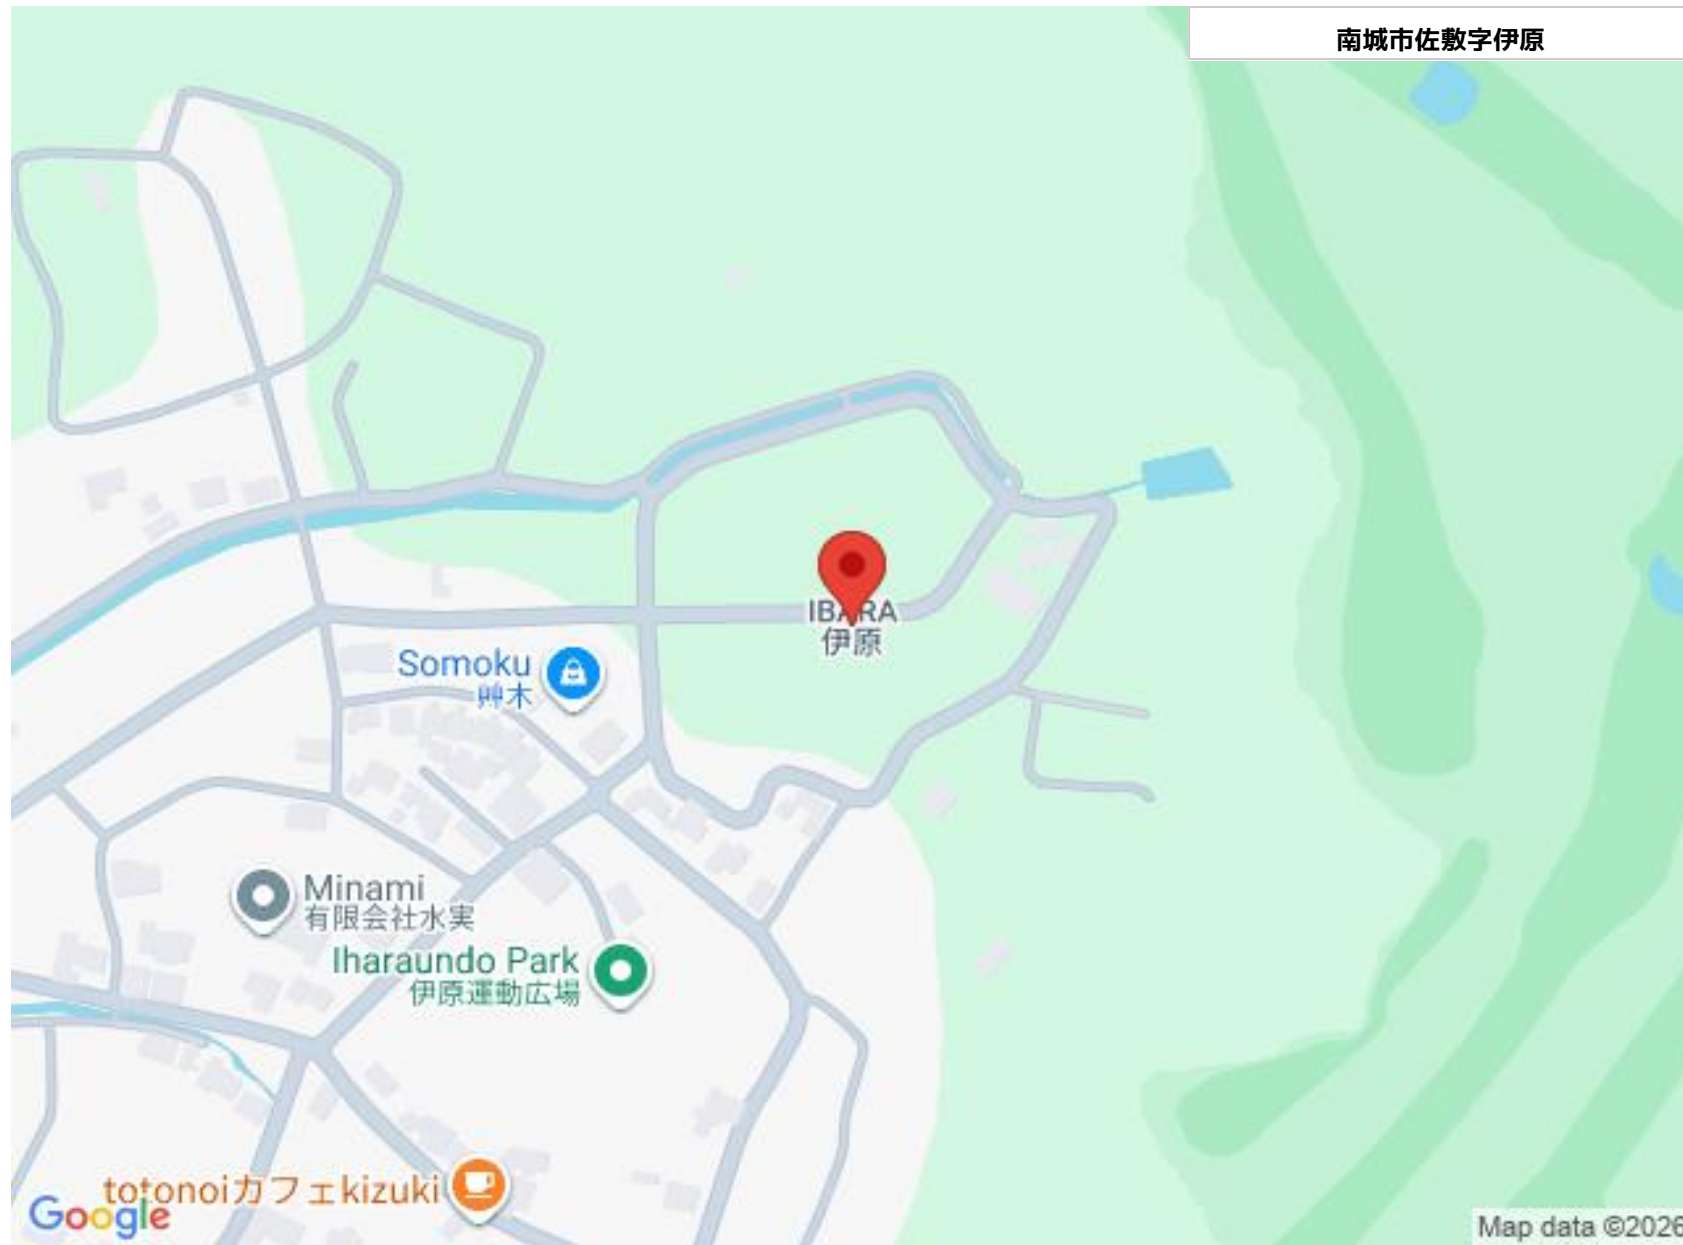 南城市佐敷字伊原
IBARA
伊原
Somoku
艸木
Minami
有限会社水実
Iharaundo Park
伊原運動広場
totonoiカフェkizuki
Google
Map data ©2026